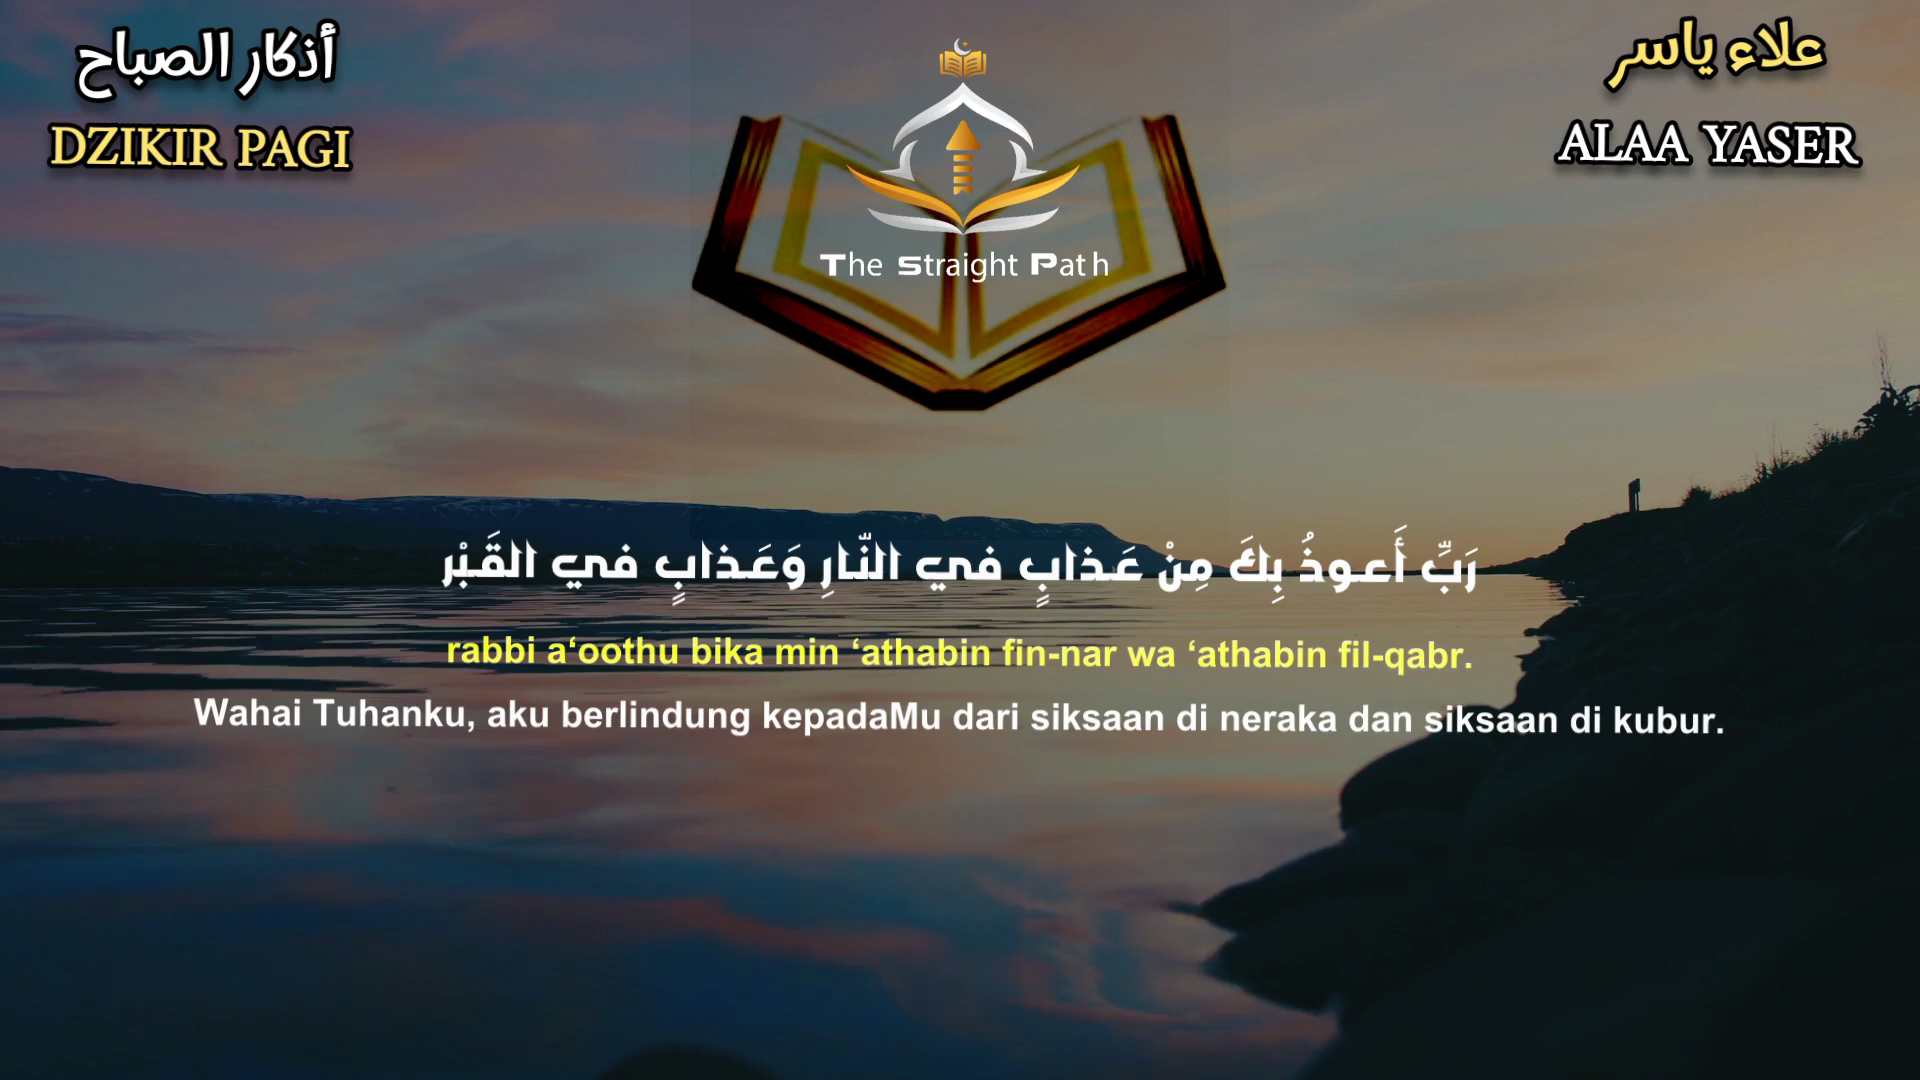 أذكار الصباح
DZIKIR PAGI
علاء ياسر
ALAA YASER
The Straight Path
رَبِّ أَعوذُ بِكَ مِنْ عَذابٍ في النّارِ وَعَذابٍ في القَبْر
rabbi a‘oothu bika min ‘athabin fin-nar wa ‘athabin fil-qabr.
Wahai Tuhanku, aku berlindung kepadaMu dari siksaan di neraka dan siksaan di kubur.